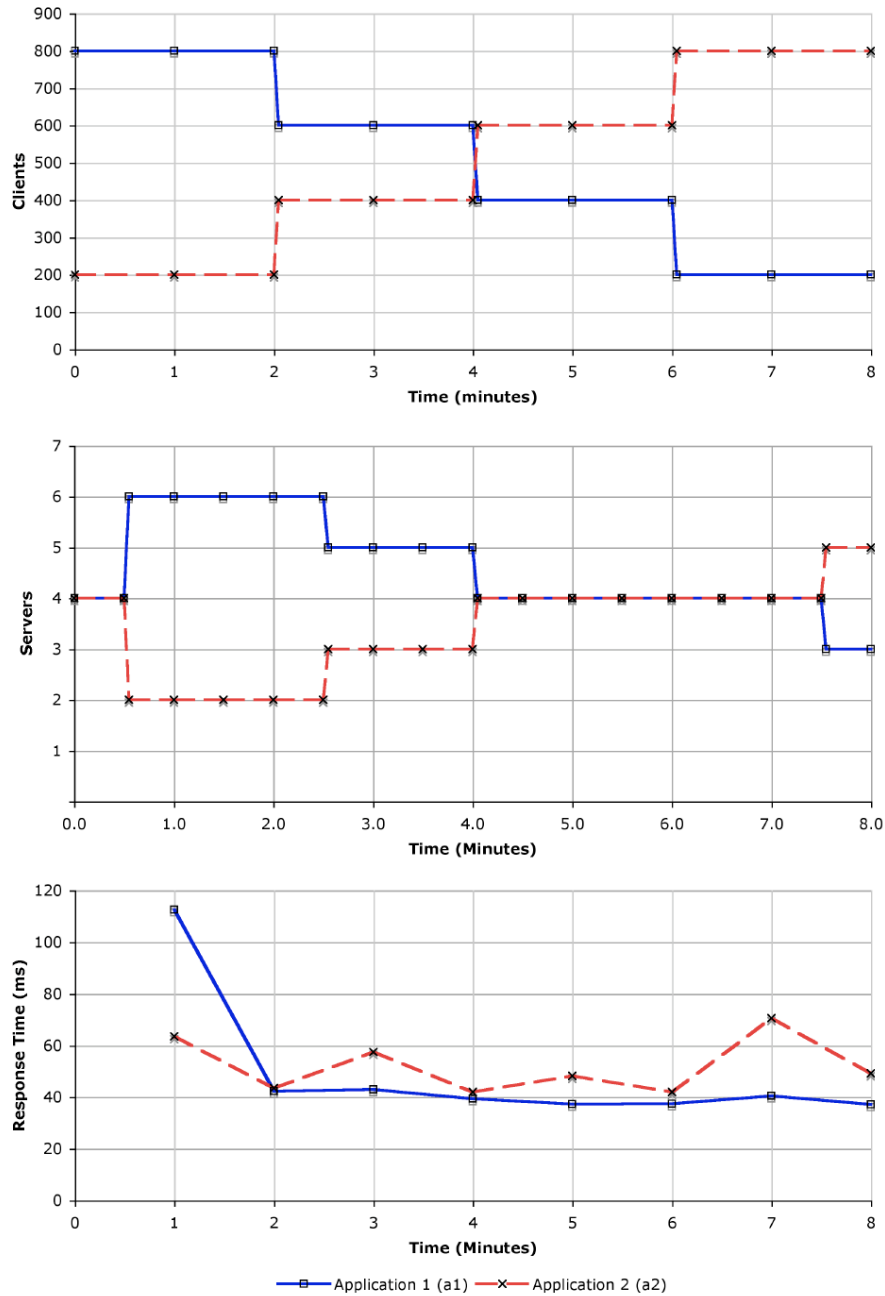 900
800
700
600
500
400
300
200
100
0
Clients
0 1 2 3 4 5 6 7 8
Time (minutes)
7
6
5
4
3
2
1
Servers
0.0 1.0 2.0 3.0 4.0 5.0 6.0 7.0 8.0
Time (Minutes)
120
100
80
60
40
20
0
Response Time (ms)
0 1 2 3 4 5 6 7 8
Time (Minutes)
Application 1 (a1) Application 2 (a2)